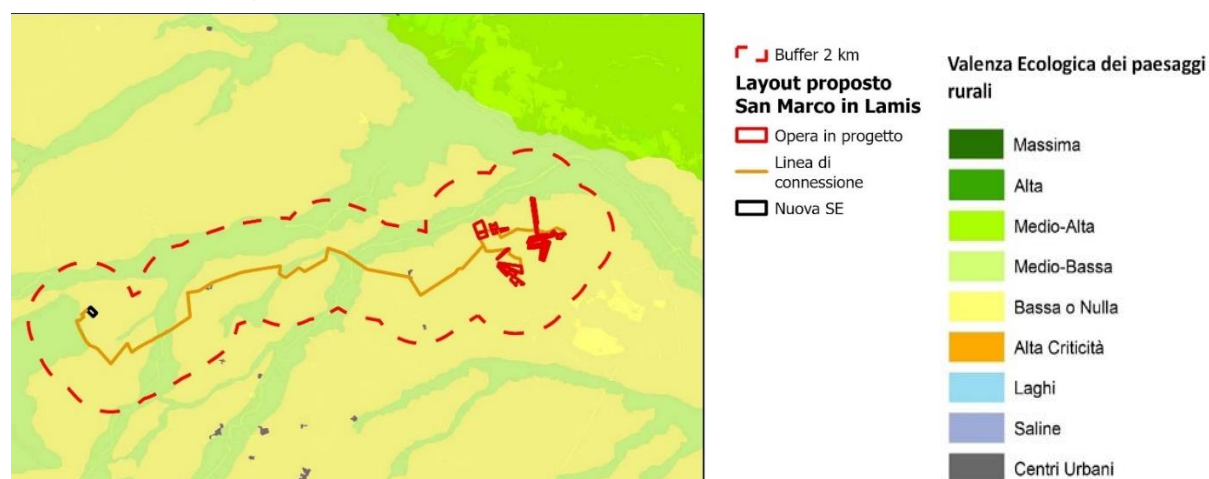 Buffer 2 km
Layout proposto
San Marco in Lamis
Opera in progetto
Linea di
connessione
Nuova SE
Valenza Ecologica dei paesaggi
rurali
Massima
Alta
Medio-Alta
Medio-Bassa
Bassa o Nulla
Alta Criticità
Laghi
Saline
Centri Urbani